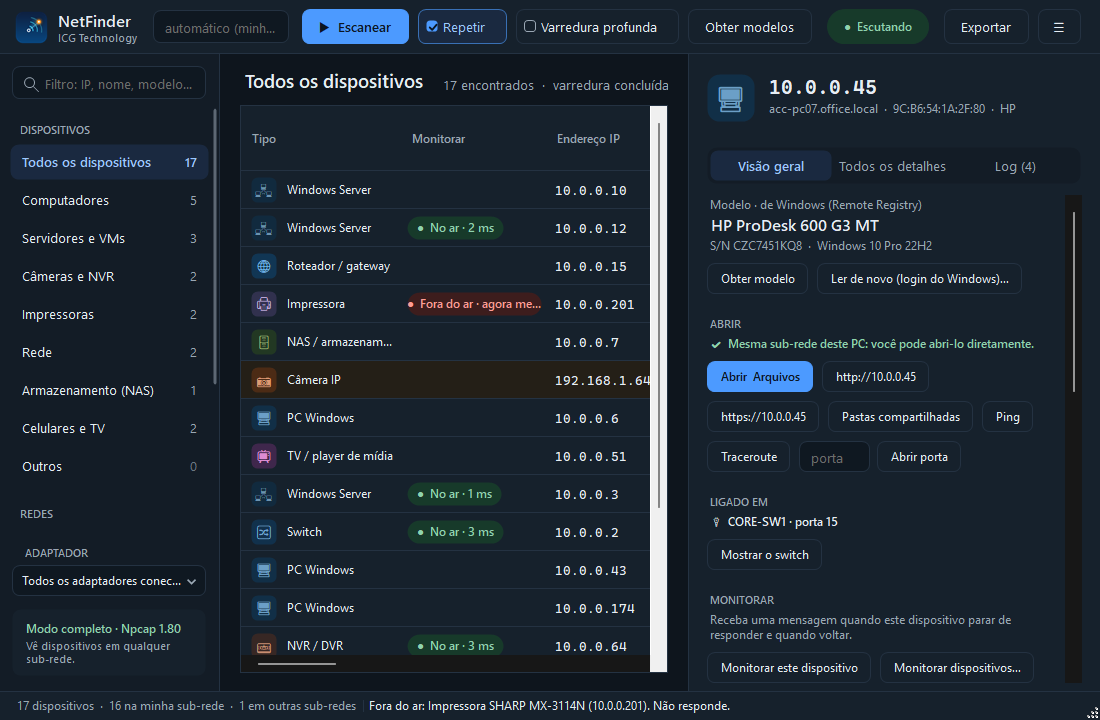 NetFinder
ICG Technology
automático (minh...
Escanear
Repetir
Varredura profunda
Obter modelos
Escutando
Exportar
Filtro: IP, nome, modelo...
DISPOSITIVOS
Todos os dispositivos 17
Computadores 5
Servidores e VMs 3
Câmeras e NVR 2
Impressoras 2
Rede 2
Armazenamento (NAS) 1
Celulares e TV 2
Outros 0
REDES
ADAPTADOR
Todos os adaptadores conec...
Modo completo · Npcap 1.80
Vê dispositivos em qualquer
sub-rede.
Todos os dispositivos 17 encontrados · varredura concluída
Tipo Monitorar Endereço IP
Windows Server 10.0.0.10
Windows Server No ar · 2 ms 10.0.0.12
Roteador / gateway 10.0.0.15
Impressora Fora do ar · agora me... 10.0.0.201
NAS / armazenam... 10.0.0.7
Câmera IP 192.168.1.64
PC Windows 10.0.0.6
TV / player de mídia 10.0.0.51
Windows Server No ar · 1 ms 10.0.0.3
Switch No ar · 3 ms 10.0.0.2
PC Windows 10.0.0.43
PC Windows 10.0.0.174
NVR / DVR No ar · 3 ms 10.0.0.64
10.0.0.45
acc-pc07.office.local · 9C:B6:54:1A:2F:80 · HP
Visão geral Todos os detalhes Log (4)
Modelo · de Windows (Remote Registry)
HP ProDesk 600 G3 MT
S/N CZC7451KQ8 · Windows 10 Pro 22H2
Obter modelo Ler de novo (login do Windows)...
ABRIR
Mesma sub-rede deste PC: você pode abri-lo diretamente.
Abrir Arquivos http://10.0.0.45
https://10.0.0.45 Pastas compartilhadas Ping
Traceroute porta Abrir porta
LIGADO EM
CORE-SW1 · porta 15
Mostrar o switch
MONITORAR
Receba uma mensagem quando este dispositivo parar de
responder e quando voltar.
Monitorar este dispositivo Monitorar dispositivos...
17 dispositivos · 16 na minha sub-rede · 1 em outras sub-redes Fora do ar: Impressora SHARP MX-3114N (10.0.0.201). Não responde.